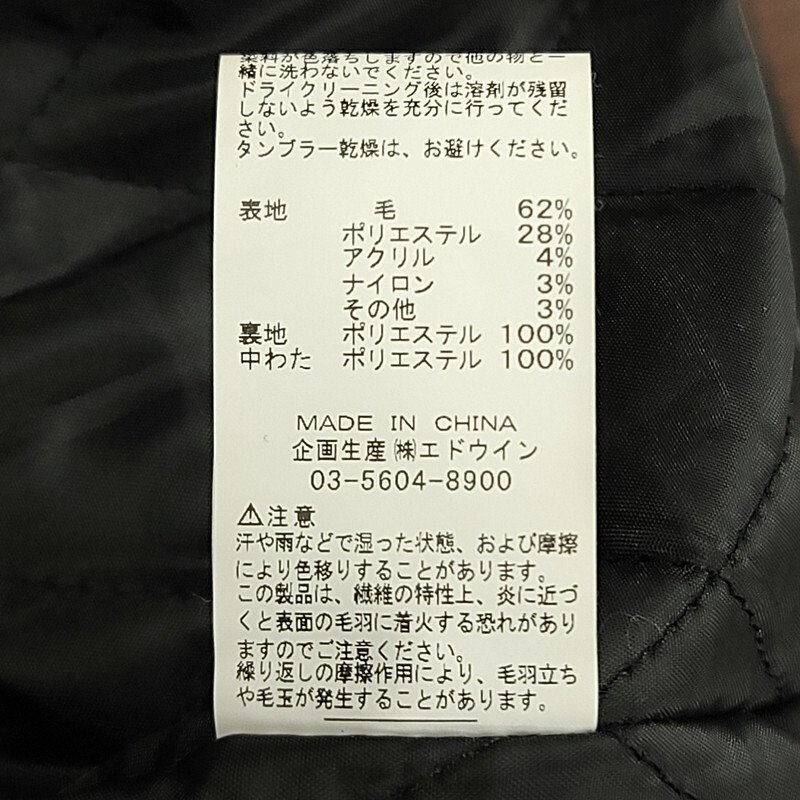 染料が色落ちしますので他の物と一
緒に洗わないでください。
ドライクリーニング後は溶剤が残留
しないよう乾燥を充分に行ってくだ
さい。
タンブラー乾燥は、お避けください。
表地 毛 62%
ポリエステル 28%
アクリル 4%
ナイロン 3%
その他 3%
裏地 ポリエステル 100%
中わた ポリエステル 100%
MADE IN CHINA
企画生産㈱エドウイン
03-5604-8900
⚠注意
汗や雨などで湿った状態、および摩擦
により色移りすることがあります。
この製品は、繊維の特性上、炎に近づ
くと表面の毛羽に着火する恐れがあり
ますのでご注意ください。
繰り返しの摩擦作用により、毛羽立ち
や毛玉が発生することがあります。